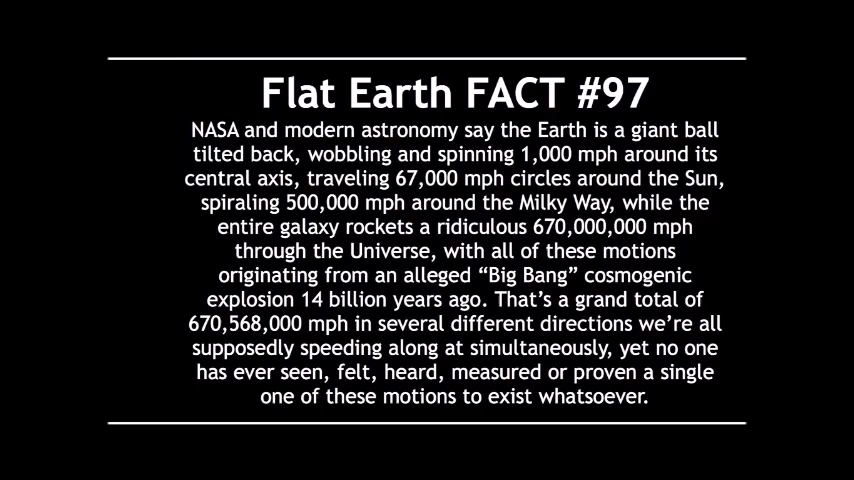 Flat Earth FACT #97
NASA and modern astronomy say the Earth is a giant ball
tilted back, wobbling and spinning 1,000 mph around its
central axis, traveling 67,000 mph circles around the Sun,
spiraling 500,000 mph around the Milky Way, while the
entire galaxy rockets a ridiculous 670,000,000 mph
through the Universe, with all of these motions
originating from an alleged “Big Bang” cosmogenic
explosion 14 billion years ago. That’s a grand total of
670,568,000 mph in several different directions we’re all
supposedly speeding along at simultaneously, yet no one
has ever seen, felt, heard, measured or proven a single
one of these motions to exist whatsoever.